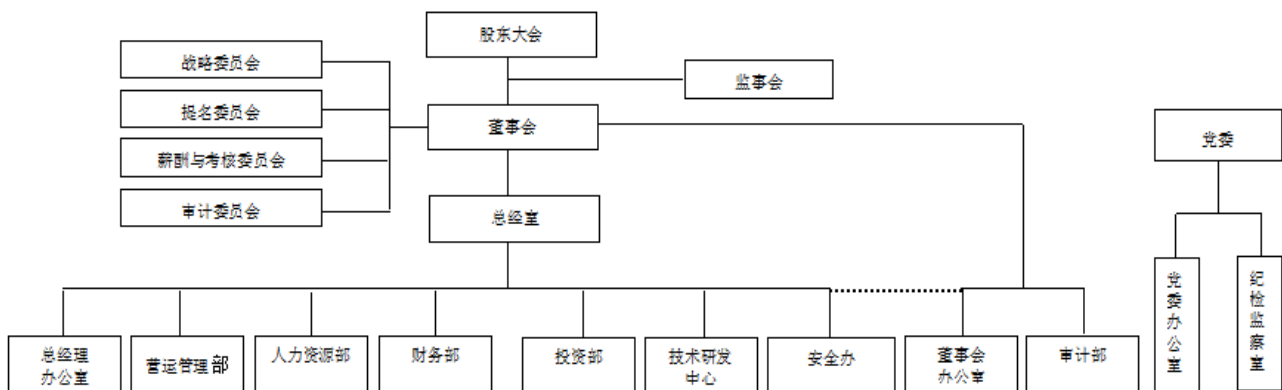 股东大会
战略委员会
监事会
提名委员会
董事会
党委
薪酬与考核委员会
审计委员会
总经室
党委办公室
纪检监察室
总经理
办公室
营运管理部
人力资源部
财务部
投资部
技术研发
中心
安全办
董事会
办公室
审计部